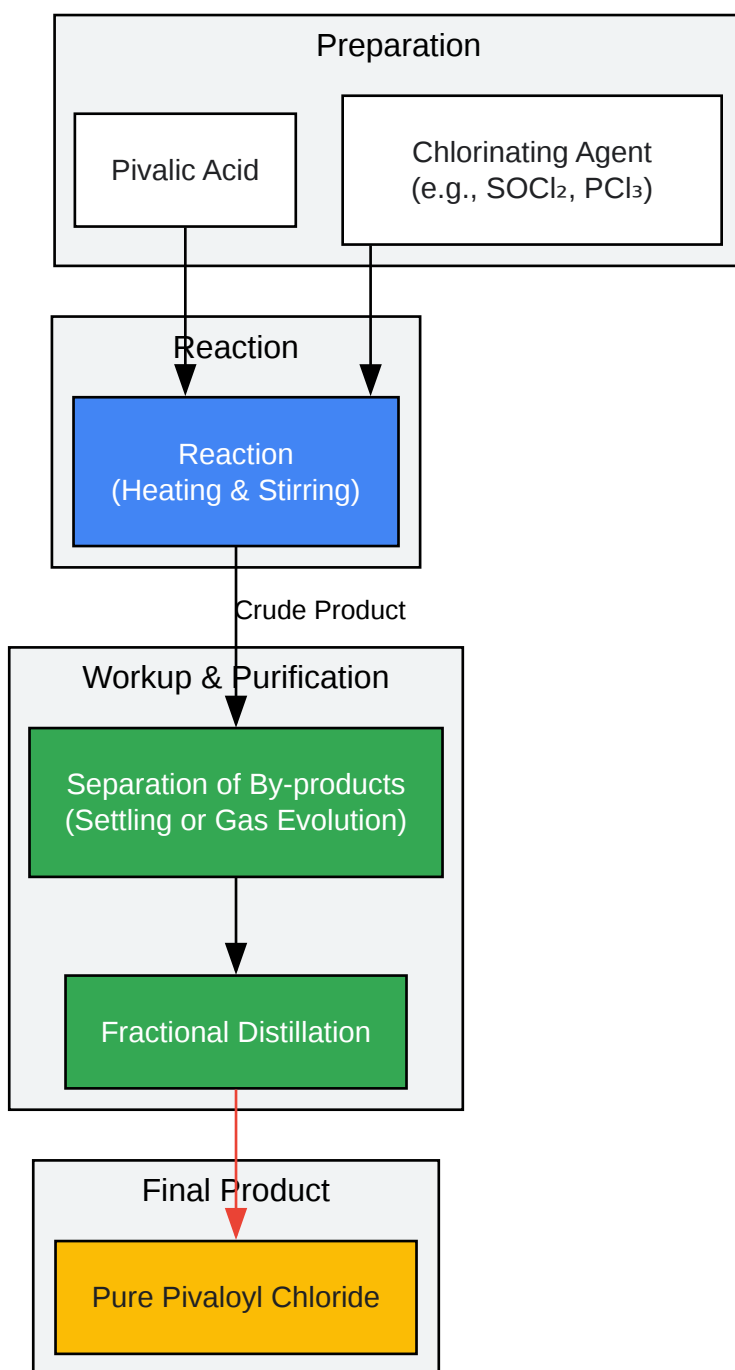 Preparation
Pivalic Acid
Chlorinating Agent
(e.g., SOCl₂, PCl₃)
Reaction
Reaction
(Heating & Stirring)
Crude Product
Workup & Purification
Separation of By-products
(Settling or Gas Evolution)
Fractional Distillation
Final Product
Pure Pivaloyl Chloride